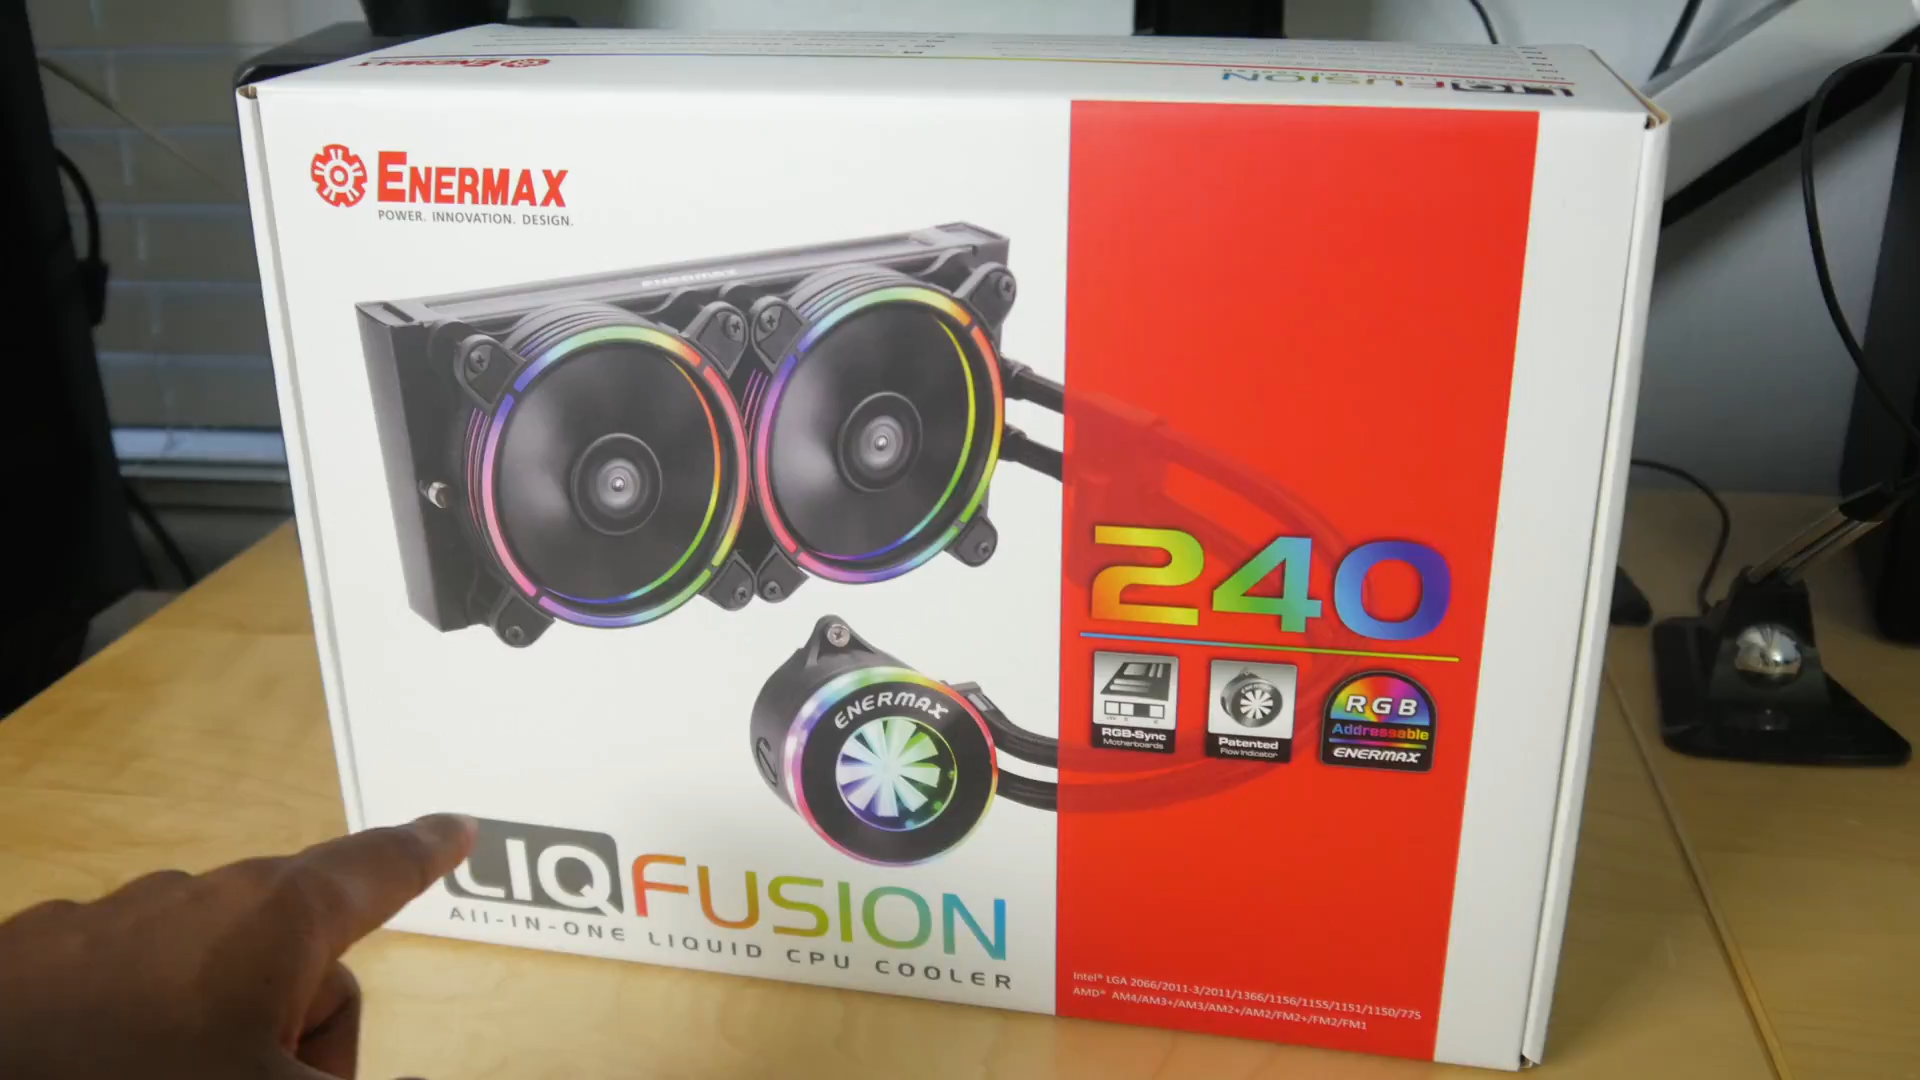 ENERMAX
LIQFUSION
ENERMAX
POWER. INNOVATION. DESIGN.
ENERMAX
240
RGB-Sync
Motherboards
Patented
Flow Indicator
RGB
Addressable
ENERMAX
ENERMAX
LIQFUSION
All-IN-ONE LIQUID CPU COOLER
Intel® LGA 2066/2011-3/2011/1366/1156/1155/1151/1150/775
AMD® AM4/AM3+/AM3/AM2+/AM2/FM2+/FM2/FM1